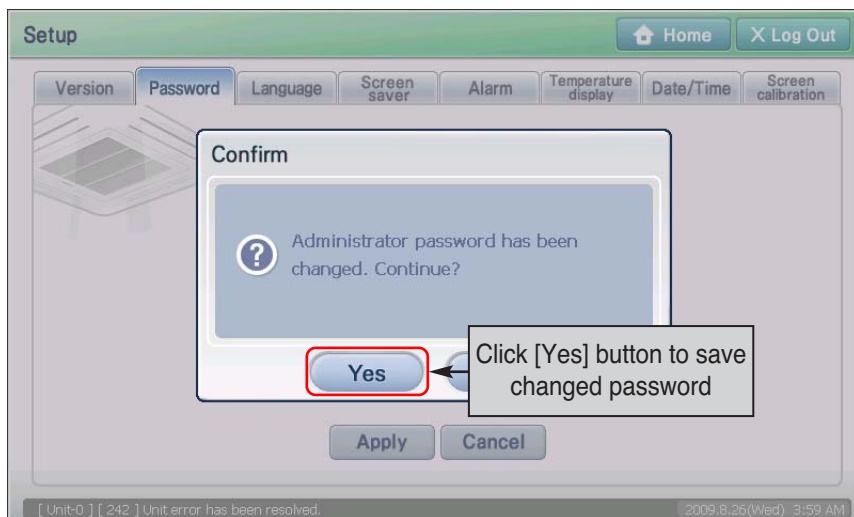 Setup
Home
X Log Out
Version
Password
Language
Screen
saver
Alarm
Temperature
display
Date/Time
Screen
calibration
Confirm
Administrator password has been
changed. Continue?
Yes
Click [Yes] button to save
changed password
Apply
Cancel
[ Unit-0 ] [ 242 ] Unit error has been resolved.
2009.8.26(Wed) 3:59 AM